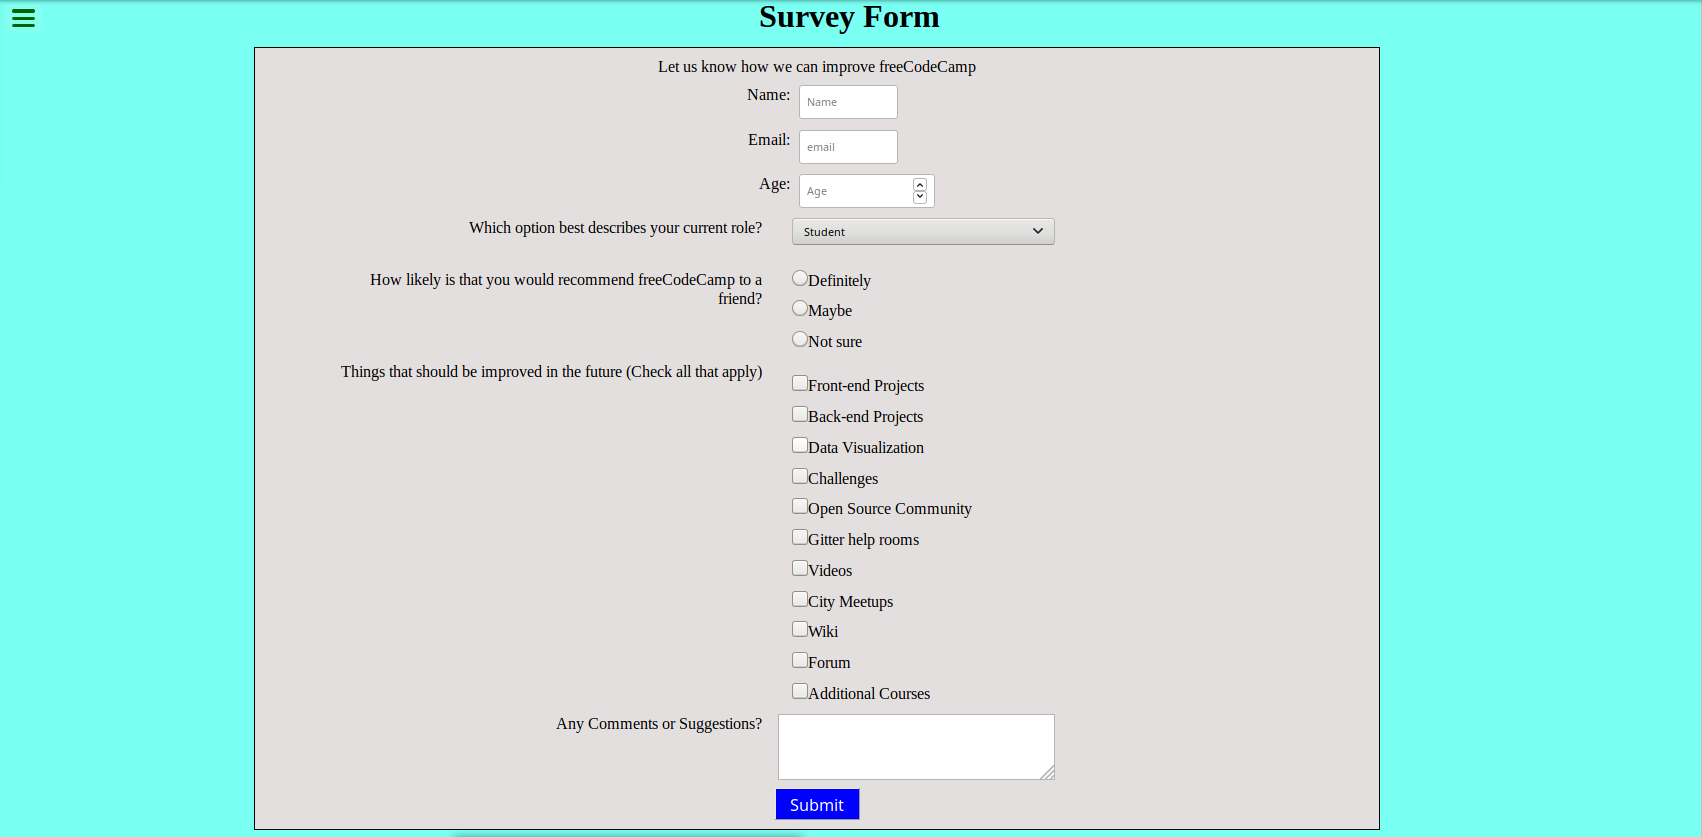 Survey Form
Let us know how we can improve freeCodeCamp
Name: Name
Email: email
Age: Age
Which option best describes your current role? Student
How likely is that you would recommend freeCodeCamp to a
friend?
Definitely
Maybe
Not sure
Things that should be improved in the future (Check all that apply)
Front-end Projects
Back-end Projects
Data Visualization
Challenges
Open Source Community
Gitter help rooms
Videos
City Meetups
Wiki
Forum
Additional Courses
Any Comments or Suggestions?
Submit